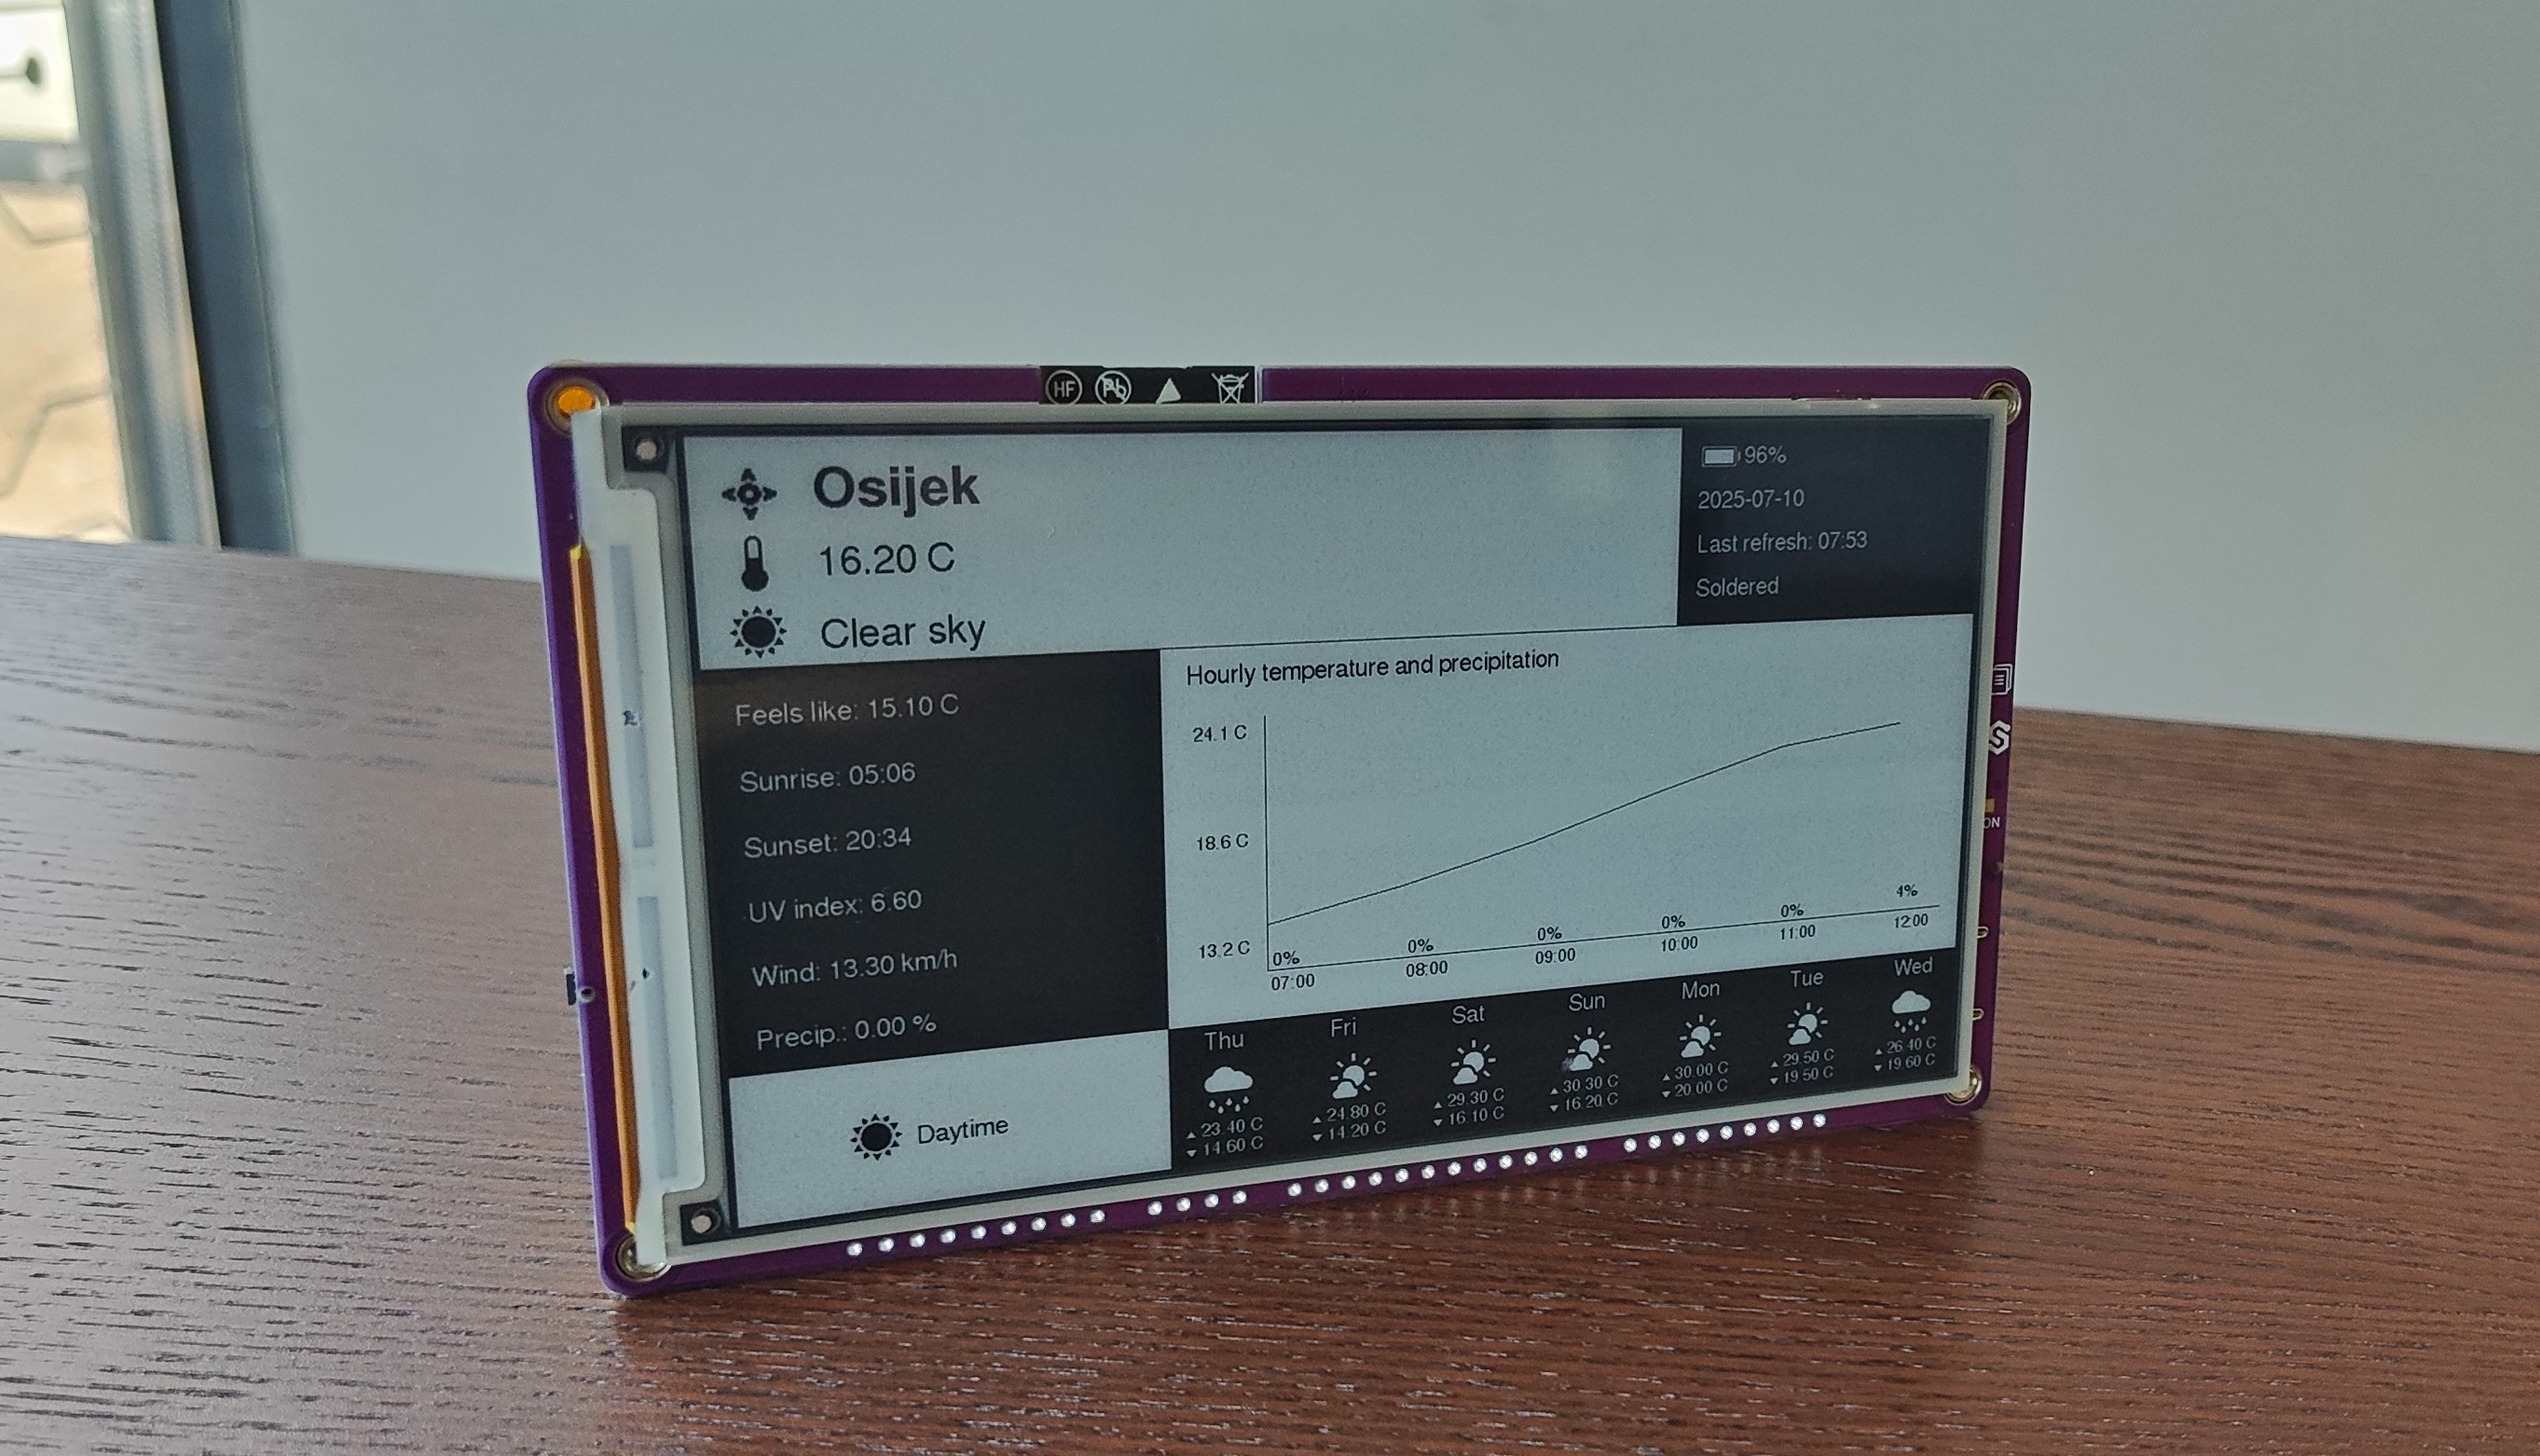 HF Pb
Osijek
16.20 C
Clear sky
96%
2025-07-10
Last refresh: 07:53
Soldered
Feels like: 15.10 C
Sunrise: 05:06
Sunset: 20:34
UV index: 6.60
Wind: 13.30 km/h
Precip.: 0.00 %
Daytime
Hourly temperature and precipitation
24.1 C
18.6 C
13.2 C
0% 0% 0% 0% 0% 4%
07:00 08:00 09:00 10:00 11:00 12:00
Thu Fri Sat Sun Mon Tue Wed
23.40 C 24.80 C 29.30 C 30.30 C 30.00 C 29.50 C 26.40 C
14.60 C 14.20 C 16.10 C 16.20 C 20.00 C 19.50 C 19.60 C
ON